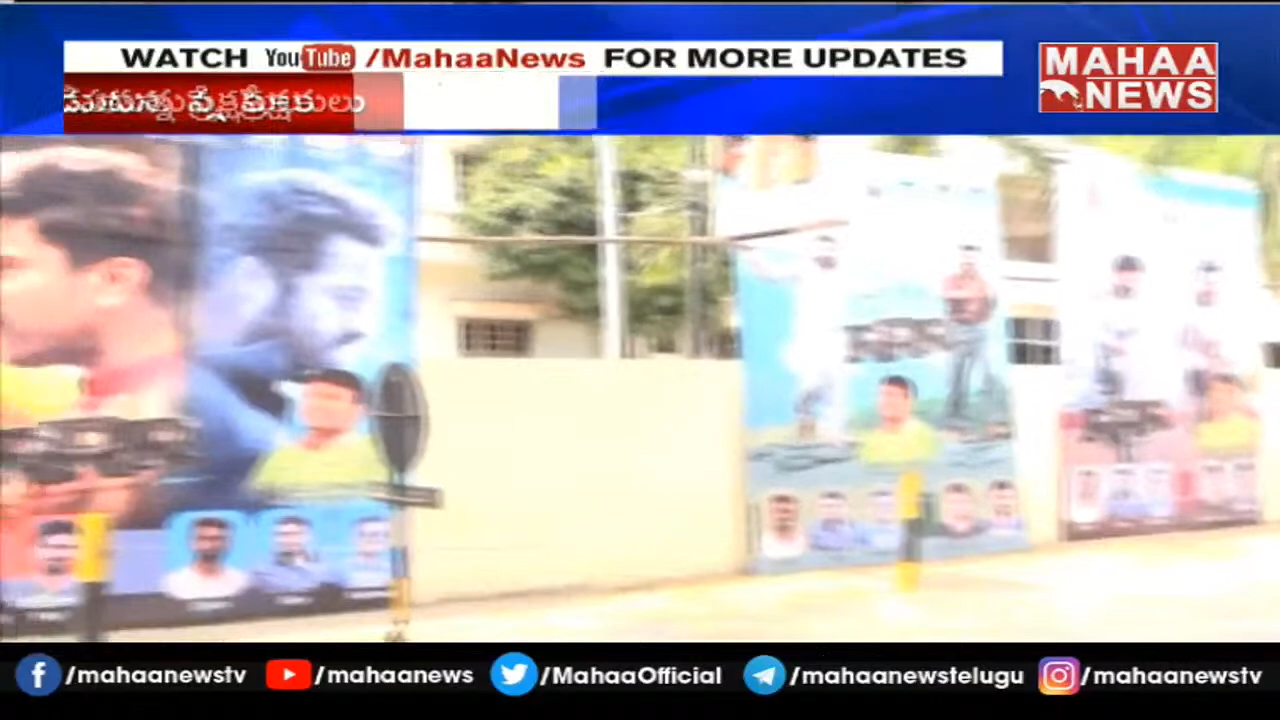 WATCH YouTube /MahaaNews FOR MORE UPDATES
MAHAA
NEWS
/mahaanewstv /mahaanews /MahaaOfficial /mahaanewstelugu /mahaanewstv